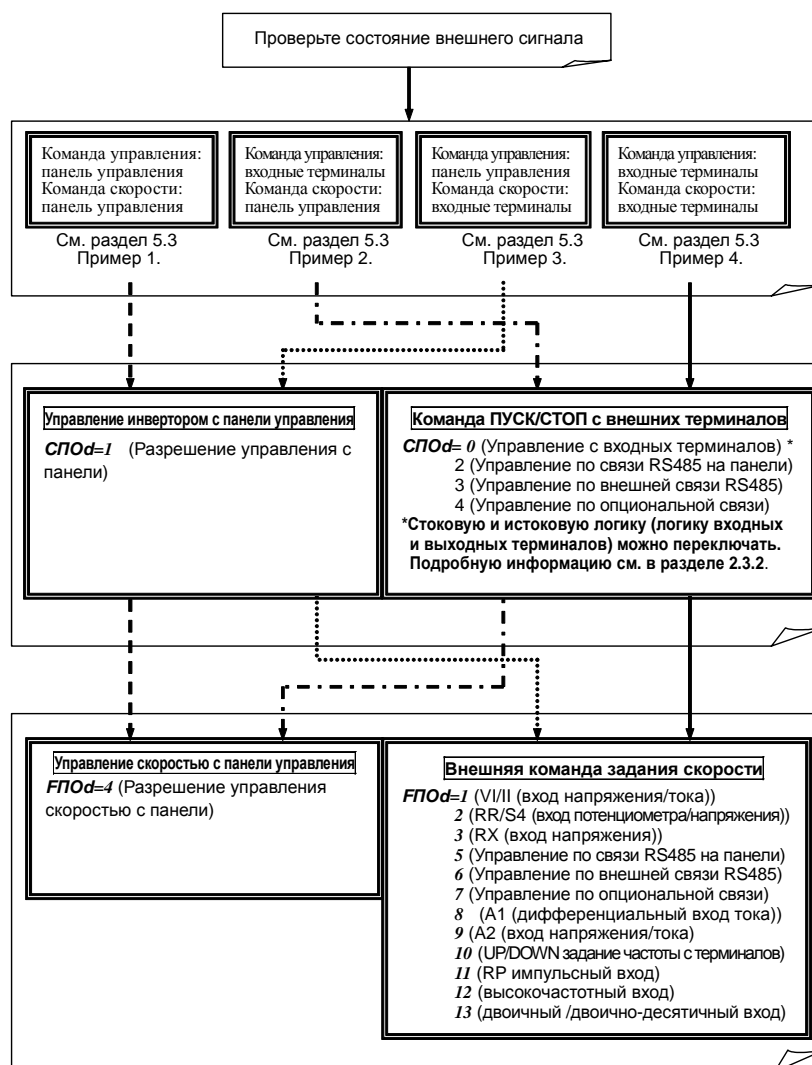 Проверьте состояние внешнего сигнала
Команда управления:
панель управления
Команда скорости:
панель управления
См. раздел 5.3
Пример 1.
Команда управления:
входные терминалы
Команда скорости:
панель управления
См. раздел 5.3
Пример 2.
Команда управления:
панель управления
Команда скорости:
входные терминалы
См. раздел 5.3
Пример 3.
Команда управления:
входные терминалы
Команда скорости:
входные терминалы
См. раздел 5.3
Пример 4.
Управление инвертором с панели управления
СПОd=1 (Разрешение управления с
панели)
Команда ПУСК/СТОП с внешних терминалов
СПОd= 0 (Управление с входных терминалов) *
2 (Управление по связи RS485 на панели)
3 (Управление по внешней связи RS485)
4 (Управление по опциональной связи)
*Стоковую и истоковую логику (логику входных
и выходных терминалов) можно переключать.
Подробную информацию см. в разделе 2.3.2.
Управление скоростью с панели управления
FПОd=4 (Разрешение управления
скоростью с панели)
Внешняя команда задания скорости
FПОd=1 (VI/II (вход напряжения/тока))
2 (RR/S4 (вход потенциометра/напряжения))
3 (RX (вход напряжения))
5 (Управление по связи RS485 на панели)
6 (Управление по внешней связи RS485)
7 (Управление по опциональной связи)
8 (A1 (дифференциальный вход тока))
9 (A2 (вход напряжения/тока)
10 (UP/DOWN задание частоты с терминалов)
11 (RP импульсный вход)
12 (высокочастотный вход)
13 (двоичный /двоично-десятичный вход)